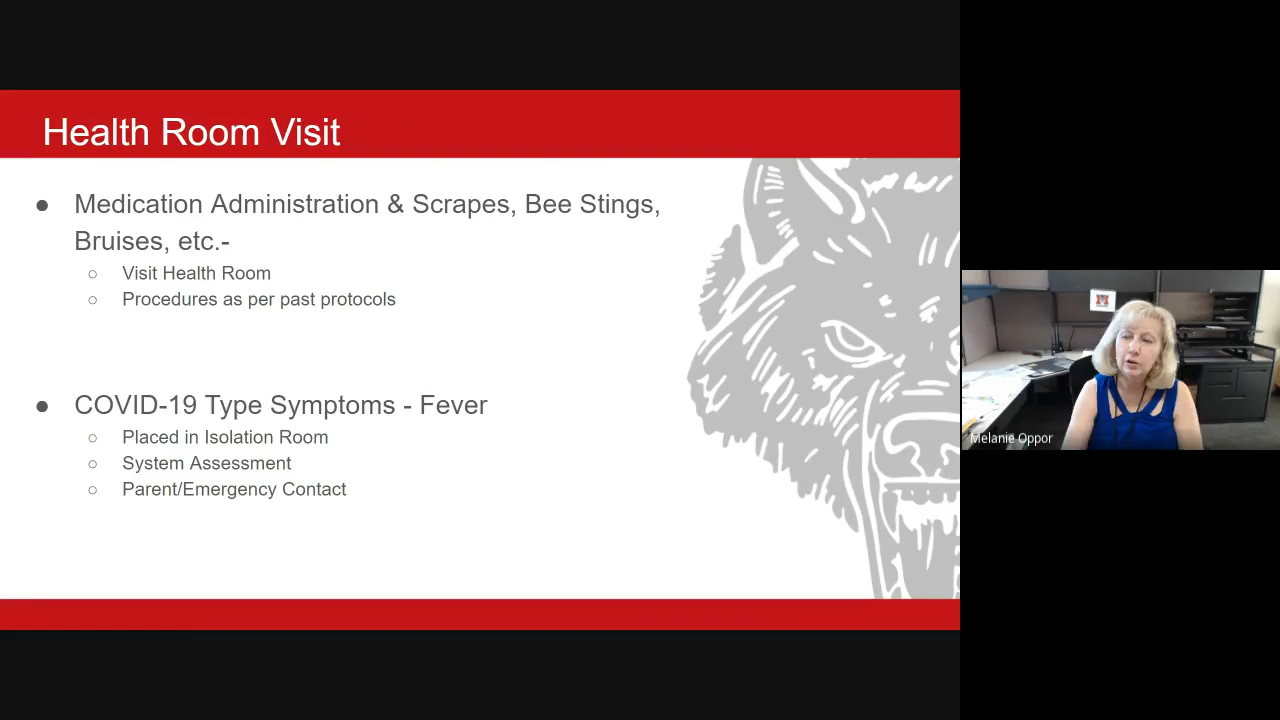 Health Room Visit
● Medication Administration & Scrapes, Bee Stings,
Bruises, etc.-
○ Visit Health Room
○ Procedures as per past protocols
● COVID-19 Type Symptoms - Fever
○ Placed in Isolation Room
○ System Assessment
○ Parent/Emergency Contact
Melanie Oppor